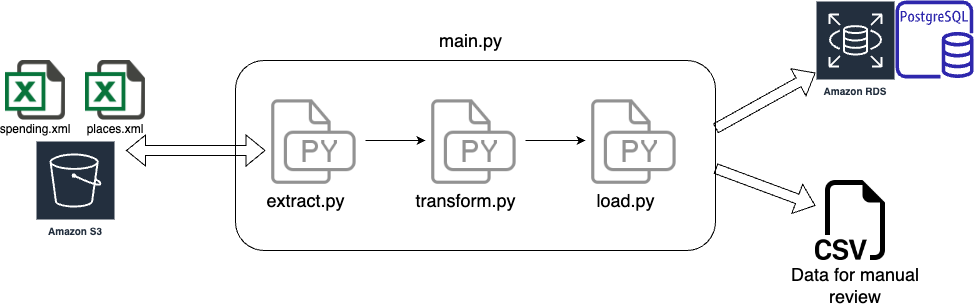 main.py
PostgreSQL
Amazon RDS
X
X
spending.xml
places.xml
Amazon S3
PY
PY
PY
extract.py
transform.py
load.py
CSV
Data for manual
review